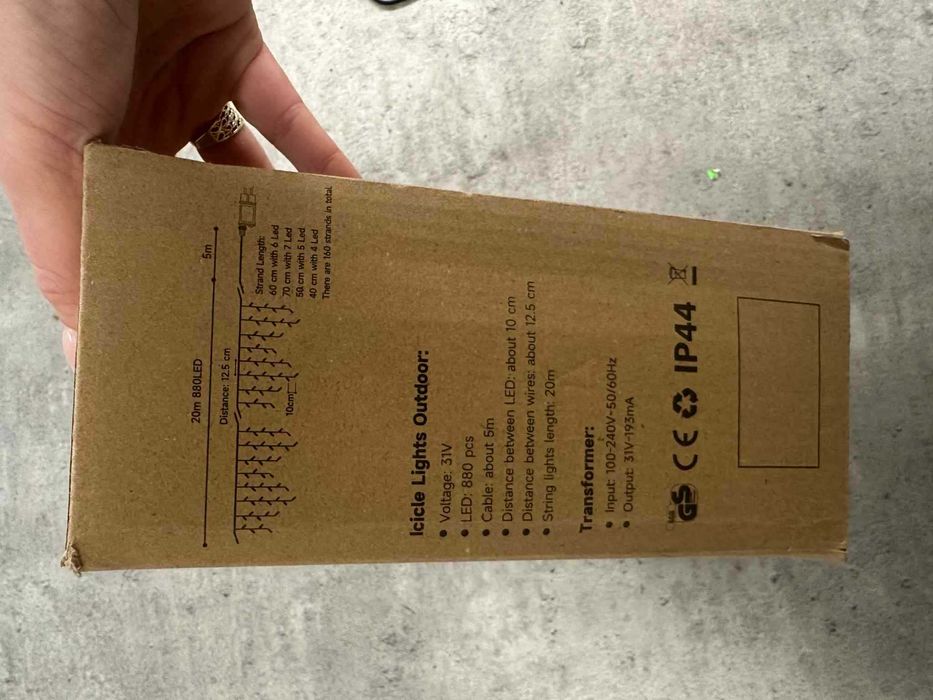 20m 880LED
5m
Distance: 12.5 cm
10cm
Strand Length:
60 cm with 6 Led
70 cm with 7 Led
50 cm with 5 Led
40 cm with 4 Led
There are 160 strands in total.
Icicle Lights Outdoor:
• Voltage: 31V
• LED: 880 pcs
• Cable: about 5m
• Distance between LED: about 10 cm
• Distance between wires: about 12.5 cm
• String lights length: 20m
Transformer:
• Input: 100-240V~50/60Hz
• Output: 31V⎓193mA
GS CE IP44